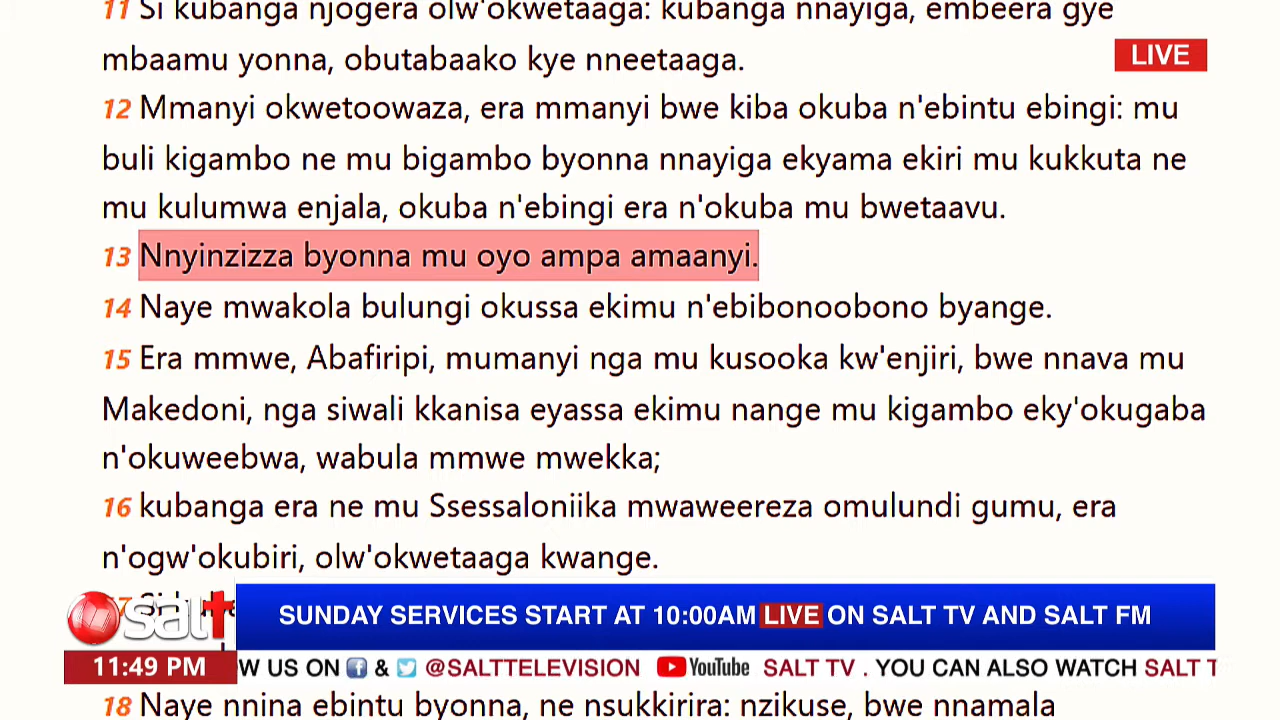 11 Si kubanga njogera olw'okwetaaga: kubanga nnayiga, embeera gye
mbaamu yonna, obutabaako kye nneetaaga.
LIVE
12 Mmanyi okwetoowaza, era mmanyi bwe kiba okuba n'ebintu ebingi: mu
buli kigambo ne mu bigambo byonna nnayiga ekyama ekiri mu kukkuta ne
mu kulumwa enjala, okuba n'ebingi era n'okuba mu bwetaavu.
13 Nnyinzizza byonna mu oyo ampa amaanyi.
14 Naye mwakola bulungi okussa ekimu n'ebibonoobono byange.
15 Era mmwe, Abafiripi, mumanyi nga mu kusooka kw'enjiri, bwe nnava mu
Makedoni, nga siwali kkanisa eyassa ekimu nange mu kigambo eky'okugaba
n'okuweebwa, wabula mmwe mwekka;
16 kubanga era ne mu Ssessaloniika mwaweereza omulundi gumu, era
n'ogw'okubiri, olw'okwetaaga kwange.
salt
SUNDAY SERVICES START AT 10:00AM LIVE ON SALT TV AND SALT FM
11:49 PM
W US ON & @SALTTELEVISION YouTube SALT TV . YOU CAN ALSO WATCH SALT T
18 Naye nnina ebintu byonna, ne nsukkirira: nzikuse, bwe nnamala